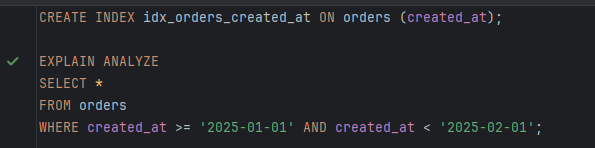 CREATE INDEX idx_orders_created_at ON orders (created_at);
EXPLAIN ANALYZE
SELECT *
FROM orders
WHERE created_at >= '2025-01-01' AND created_at < '2025-02-01';